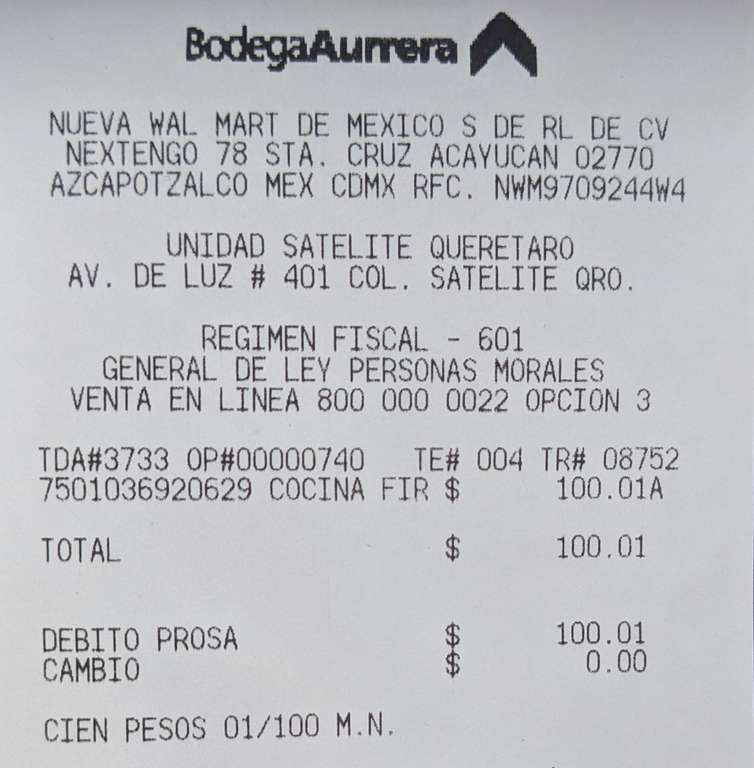 BodegaAurrera
NUEVA WAL MART DE MEXICO S DE RL DE CV
NEXTENGO 78 STA. CRUZ ACAYUCAN 02770
AZCAPOTZALCO MEX CDMX RFC. NWM9709244W4
UNIDAD SATELITE QUERETARO
AV. DE LUZ # 401 COL. SATELITE QRO.
REGIMEN FISCAL - 601
GENERAL DE LEY PERSONAS MORALES
VENTA EN LINEA 800 000 0022 OPCION 3
TDA#3733 OP#00000740 TE# 004 TR# 08752
7501036920629 COCINA FIR $ 100.01A
TOTAL $ 100.01
DEBITO PROSA $ 100.01
CAMBIO $ 0.00
CIEN PESOS 01/100 M.N.